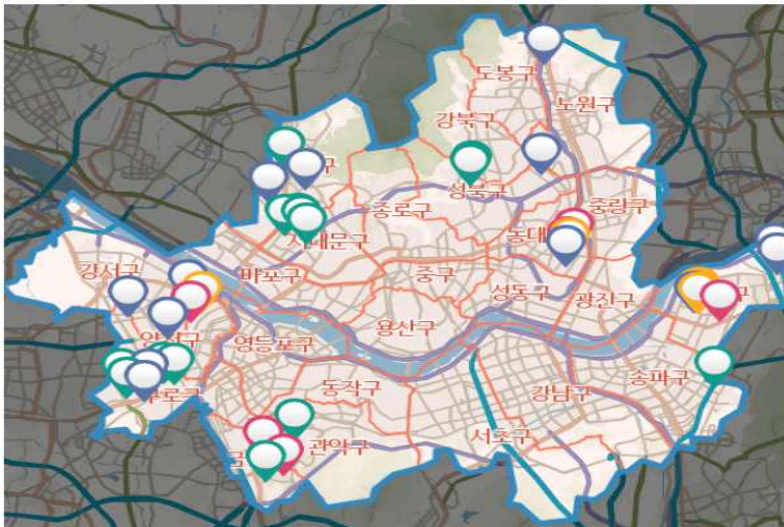 도봉구
노원구
강북구
구
성북구
중랑구
종로구
서대문구
동대
강서구
마포구
중구
성동구
광진구
구
용산구
양천구
영등포구
송파구
구로구
동작구
강남구
서초구
관악구
금